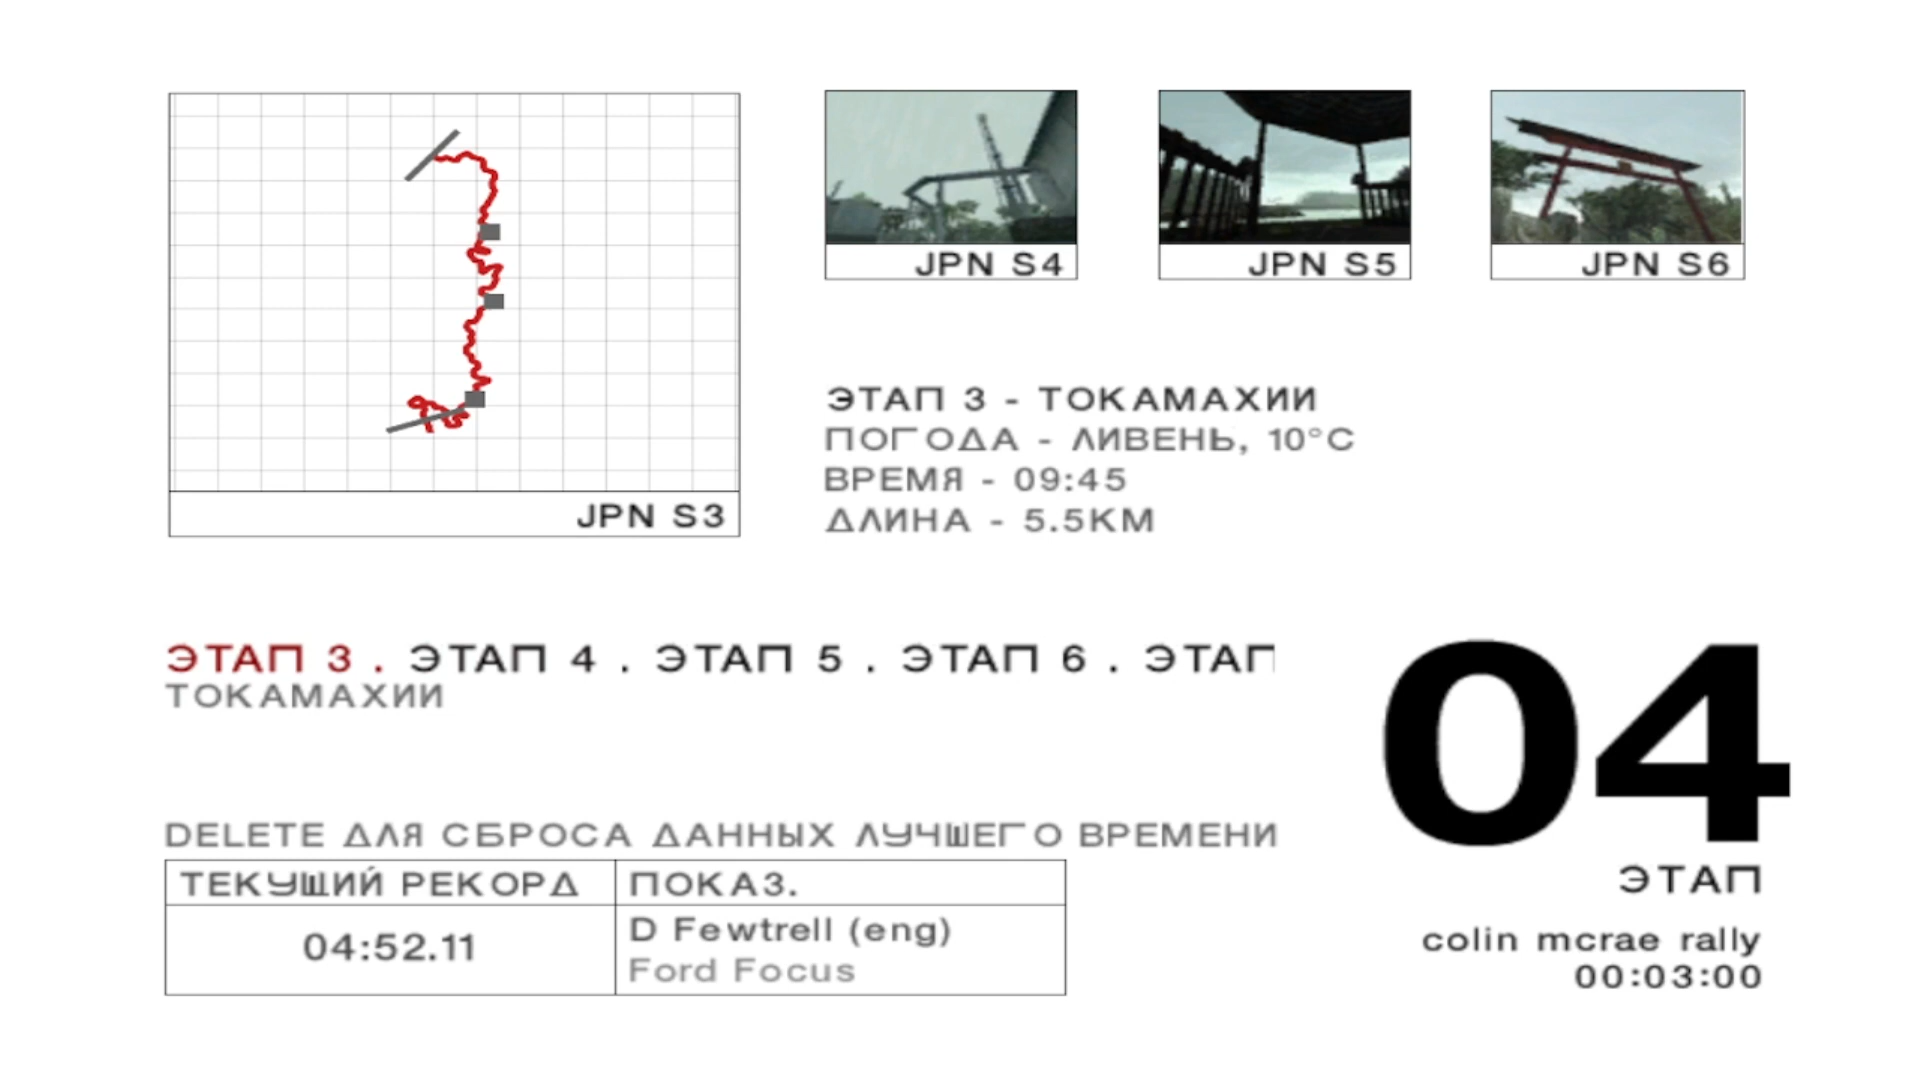 JPN S3
JPN S4
JPN S5
JPN S6
ЭТАП 3 - ТОКАМАХИИ
ПОГОДА - ЛИВЕНЬ, 10°C
ВРЕМЯ - 09:45
ДЛИНА - 5.5КМ
ЭТАП 3 . ЭТАП 4 . ЭТАП 5 . ЭТАП 6 . ЭТАП
ТОКАМАХИИ
DELETE ДЛЯ СБРОСА ДАННЫХ ЛУЧШЕГО ВРЕМЕНИ
ТЕКУЩИЙ РЕКОРД
ПОКАЗ.
04:52.11
D Fewtrell (eng)
Ford Focus
04
ЭТАП
colin mcrae rally
00:03:00